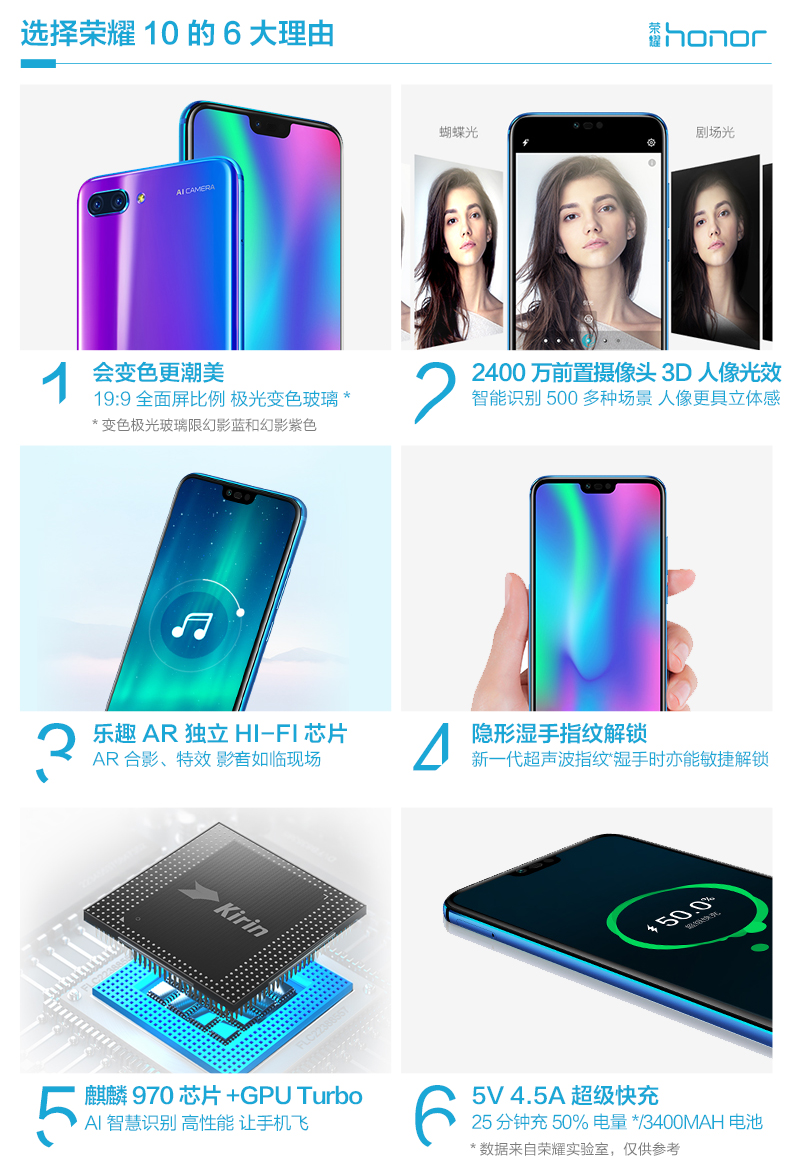 选择荣耀 10 的 6 大理由
荣耀 honor
AI CAMERA
蝴蝶光
剧场光
1 会变色更潮美
19:9 全面屏比例 极光变色玻璃 *
* 变色极光玻璃限幻影蓝和幻影紫色
2 2400 万前置摄像头 3D 人像光效
智能识别 500 多种场景 人像更具立体感
3 乐趣 AR 独立 HI-FI 芯片
AR 合影、特效 影音如临现场
4 隐形湿手指纹解锁
新一代超声波指纹*湿手时亦能敏捷解锁
Kirin
50.0%
超级快充
5 麒麟 970 芯片 +GPU Turbo
AI 智慧识别 高性能 让手机飞
6 5V 4.5A 超级快充
25 分钟充 50% 电量 */3400MAH 电池
* 数据来自荣耀实验室，仅供参考